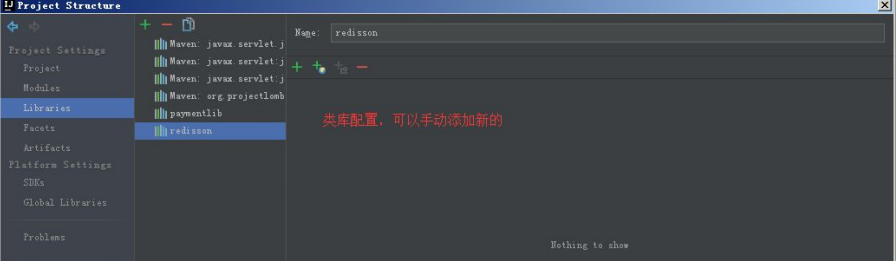 Project Structure
Project Settings
Project
Modules
Libraries
Facets
Artifacts
Platform Settings
SDKs
Global Libraries
Problems
Maven: javax.servlet.j
Maven: javax.servlet:j
Maven: javax.servlet:j
Maven: org.projectlomb
paymentlib
redisson
Name: redisson
类库配置，可以手动添加新的
Nothing to show